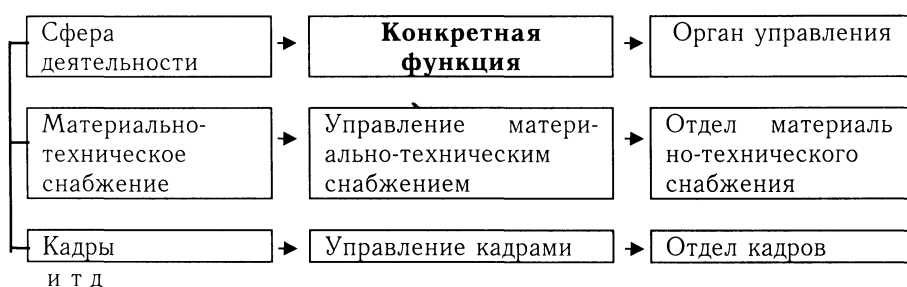 Сфера
деятельности
Конкретная
функция
Орган управления
Материально-
техническое
снабжение
Управление матери-
ально-техническим
снабжением
Отдел материаль
но-технического
снабжения
Кадры
Управление кадрами
Отдел кадров
и т д